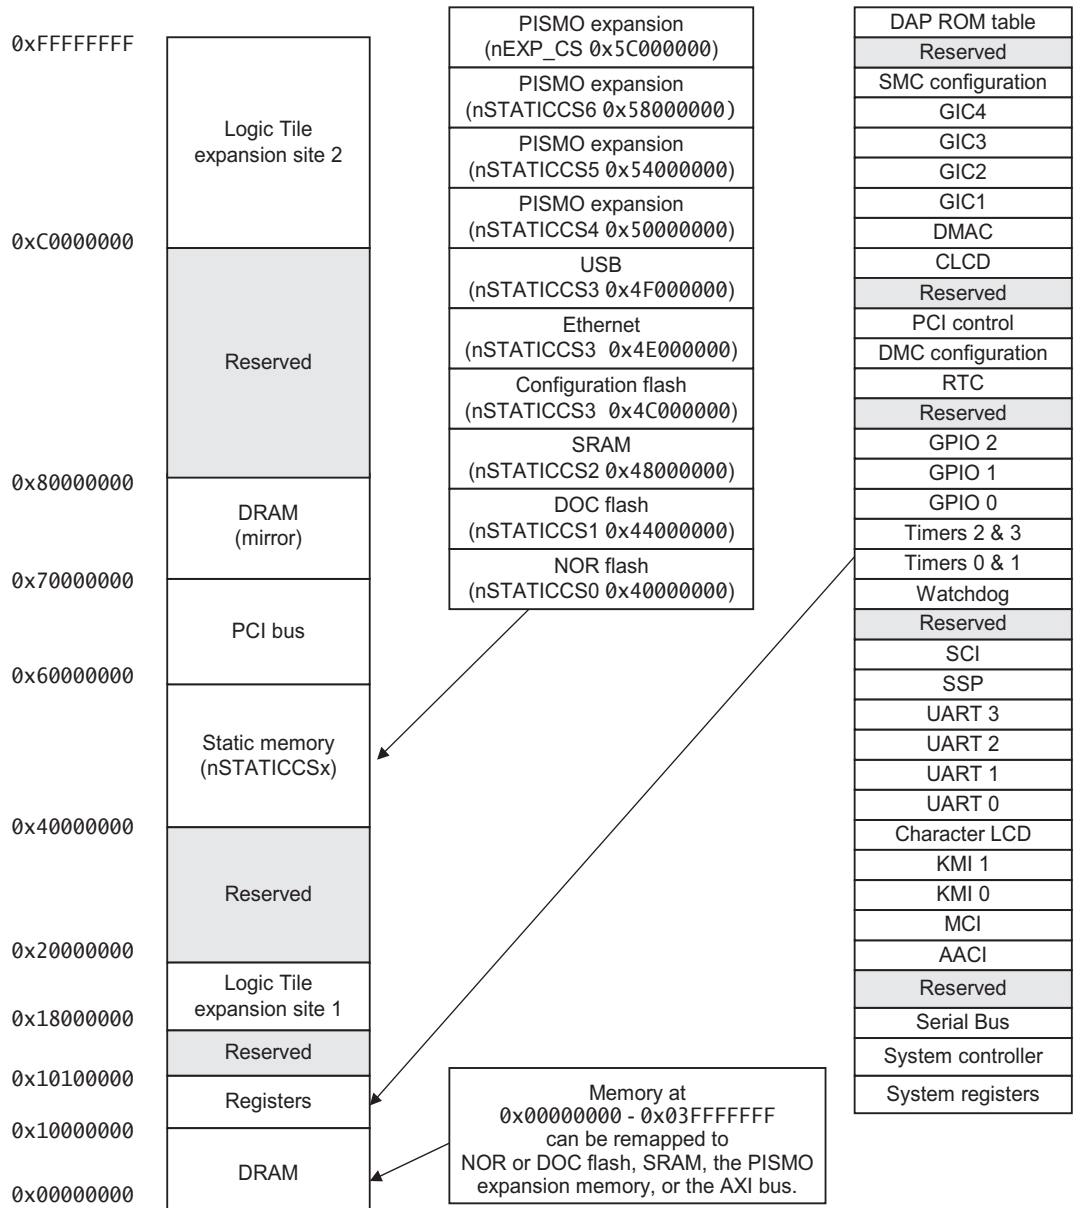 0xFFFFFFFF
Logic Tile
expansion site 2
0xC0000000
Reserved
0x80000000
DRAM
(mirror)
0x70000000
PCI bus
0x60000000
Static memory
(nSTATICCSx)
0x40000000
Reserved
0x20000000
Logic Tile
expansion site 1
0x18000000
Reserved
0x10100000
Registers
0x10000000
DRAM
0x00000000
PISMO expansion
(nEXP_CS 0x5C000000)
PISMO expansion
(nSTATICCS6 0x58000000)
PISMO expansion
(nSTATICCS5 0x54000000)
PISMO expansion
(nSTATICCS4 0x50000000)
USB
(nSTATICCS3 0x4F000000)
Ethernet
(nSTATICCS3 0x4E000000)
Configuration flash
(nSTATICCS3 0x4C000000)
SRAM
(nSTATICCS2 0x48000000)
DOC flash
(nSTATICCS1 0x44000000)
NOR flash
(nSTATICCS0 0x40000000)
Memory at
0x00000000 - 0x03FFFFFF
can be remapped to
NOR or DOC flash, SRAM, the PISMO
expansion memory, or the AXI bus.
DAP ROM table
Reserved
SMC configuration
GIC4
GIC3
GIC2
GIC1
DMAC
CLCD
Reserved
PCI control
DMC configuration
RTC
Reserved
GPIO 2
GPIO 1
GPIO 0
Timers 2 & 3
Timers 0 & 1
Watchdog
Reserved
SCI
SSP
UART 3
UART 2
UART 1
UART 0
Character LCD
KMI 1
KMI 0
MCI
AACI
Reserved
Serial Bus
System controller
System registers